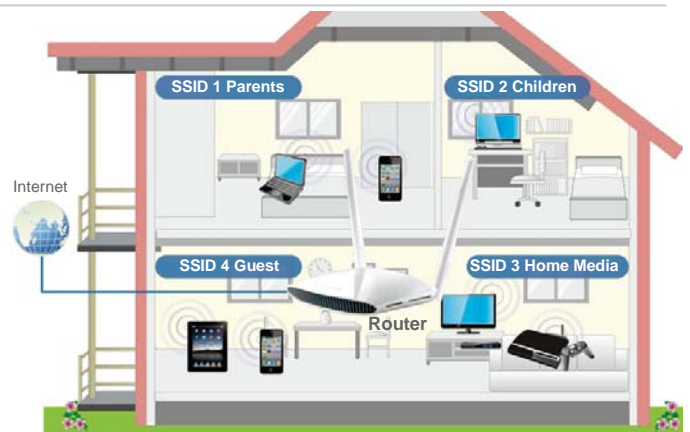 SSID 1 Parents
SSID 2 Children
Internet
SSID 4 Guest
SSID 3 Home Media
Router